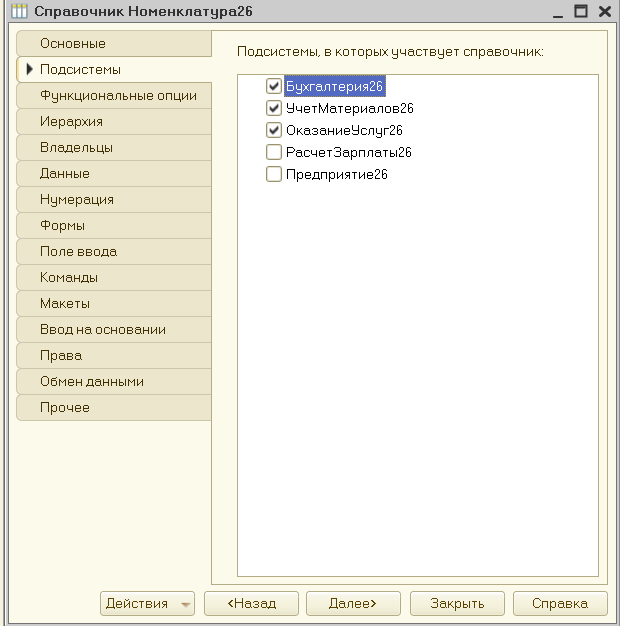 Справочник Номенклатура26
Основные
Подсистемы
Функциональные опции
Иерархия
Владельцы
Данные
Нумерация
Формы
Поле ввода
Команды
Макеты
Ввод на основании
Права
Обмен данными
Прочее
Подсистемы, в которых участвует справочник:
Бухгалтерия26
УчетМатериалов26
ОказаниеУслуг26
РасчетЗарплаты26
Предприятие26
Действия
<Назад
Далее>
Закрыть
Справка